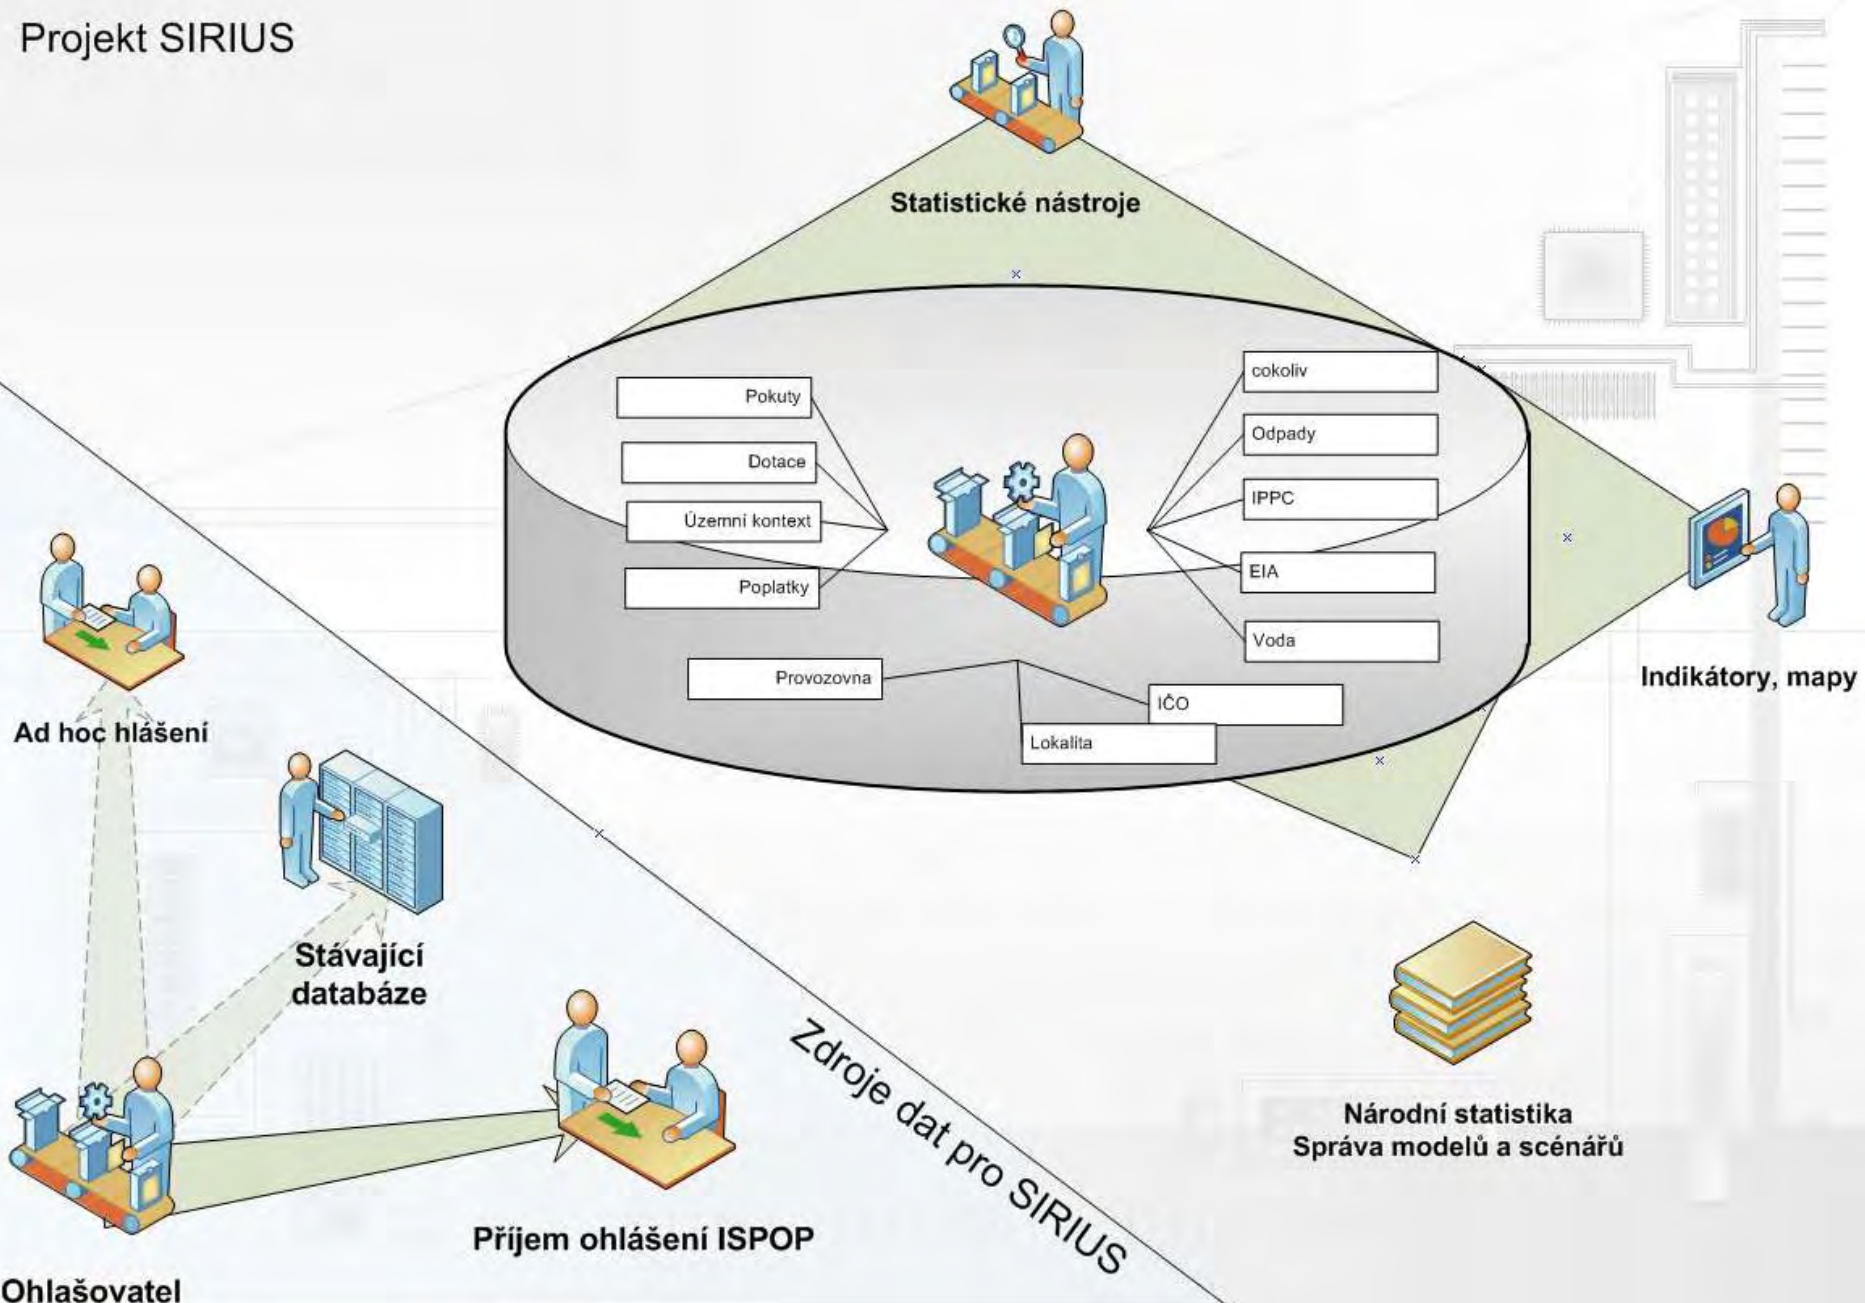 Projekt SIRIUS
Statistické nástroje
Pokuty
Dotace
Územní kontext
Poplatky
cokoliv
Odpady
IPPC
EIA
Voda
Provozovna
IČO
Lokalita
Indikátory, mapy
Ad hoc hlášení
Stávající
databáze
Zdroje dat pro SIRIUS
Národní statistika
Správa modelů a scénářů
Příjem ohlášení ISPOP
Ohlašovatel